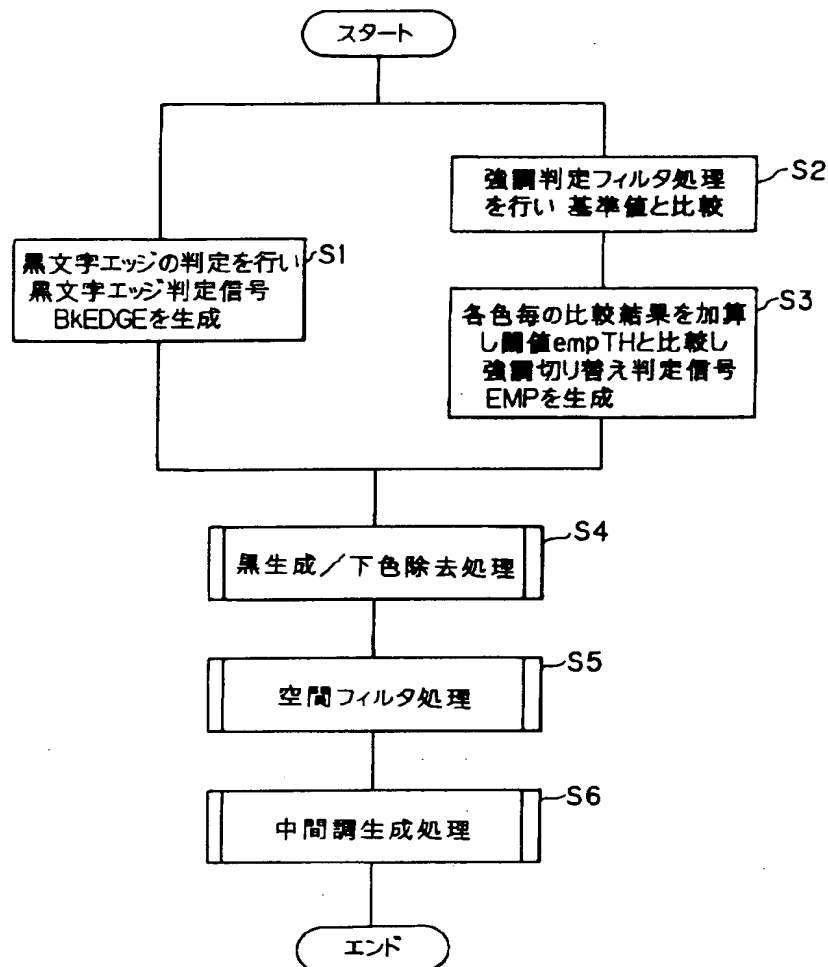 スタート
黒文字エッジの判定を行い
黒文字エッジ判定信号
BkEDGEを生成
S1
強調判定フィルタ処理
を行い 基準値と比較
S2
各色毎の比較結果を加算
し閾値empTHと比較し
強調切り替え判定信号
EMPを生成
S3
黒生成／下色除去処理
S4
空間フィルタ処理
S5
中間調生成処理
S6
エンド